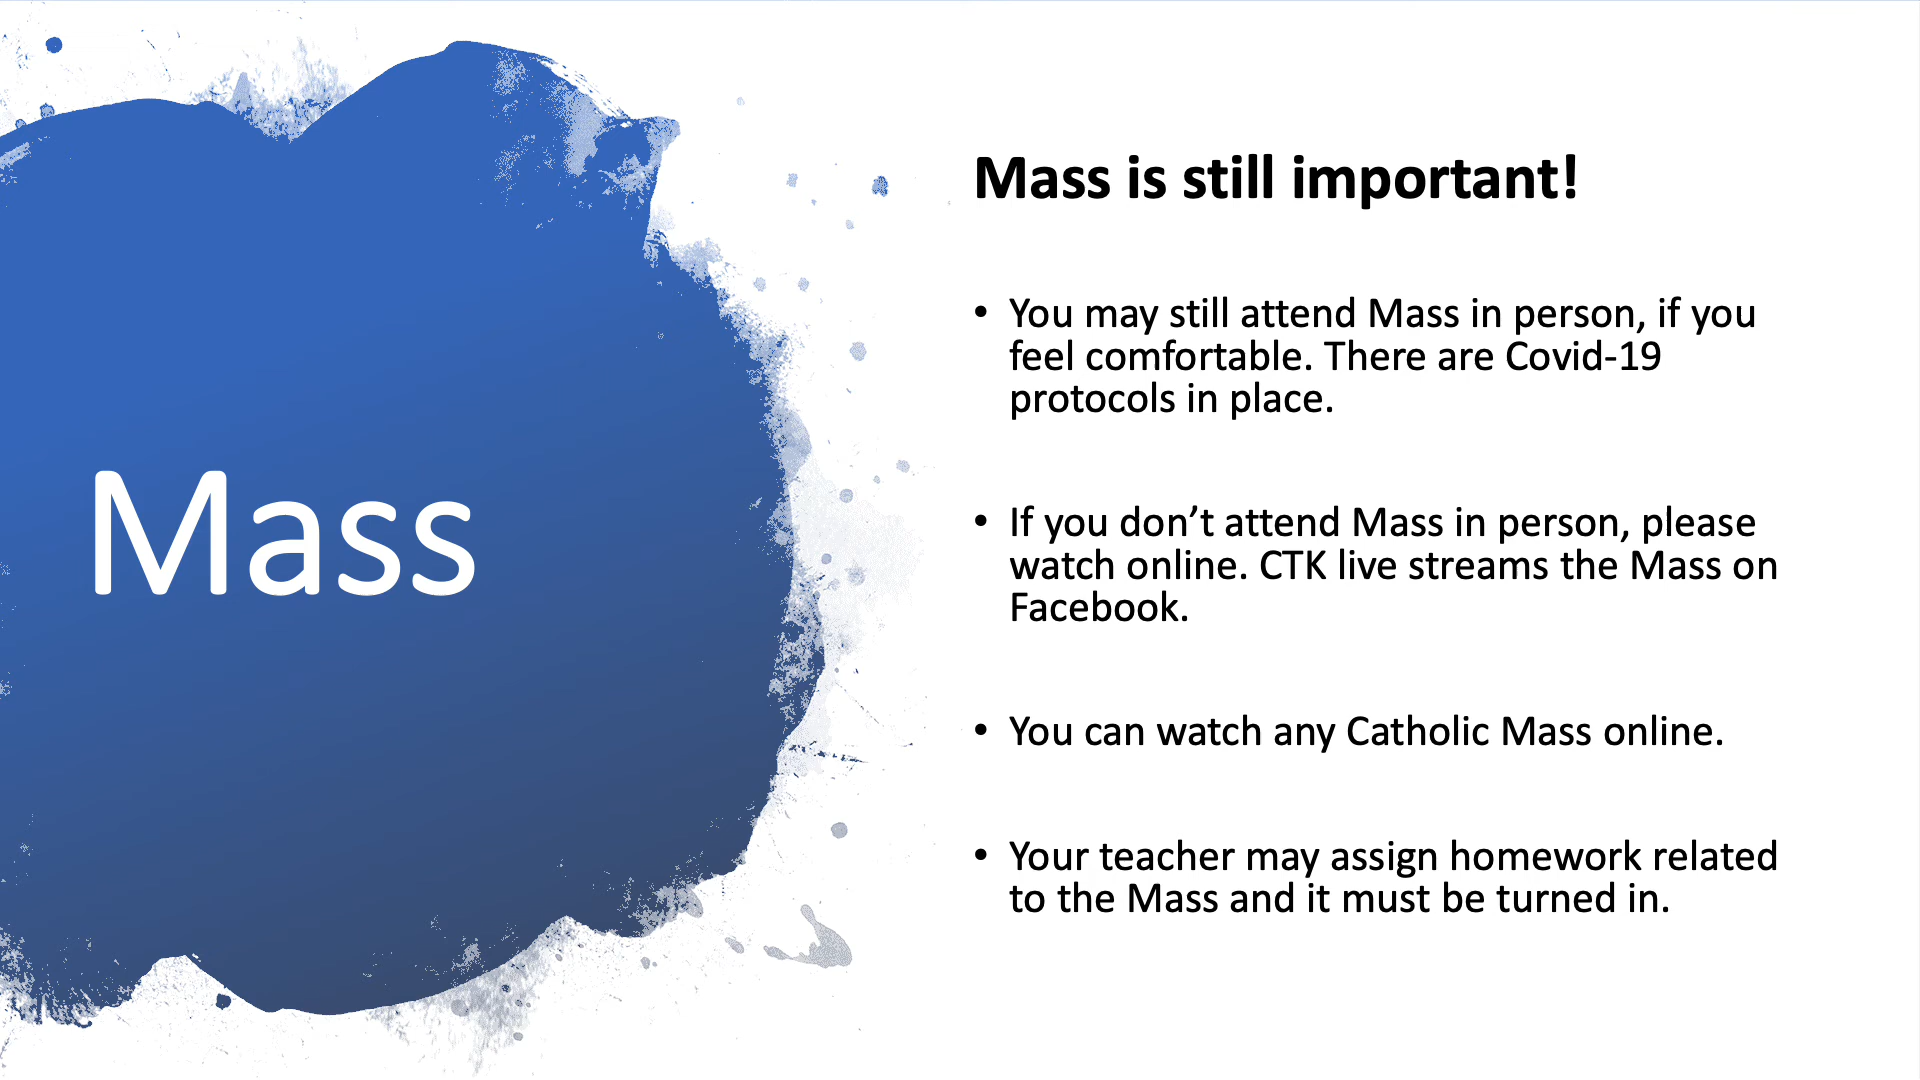 Mass
Mass is still important!
• You may still attend Mass in person, if you
feel comfortable. There are Covid-19
protocols in place.
• If you don’t attend Mass in person, please
watch online. CTK live streams the Mass on
Facebook.
• You can watch any Catholic Mass online.
• Your teacher may assign homework related
to the Mass and it must be turned in.